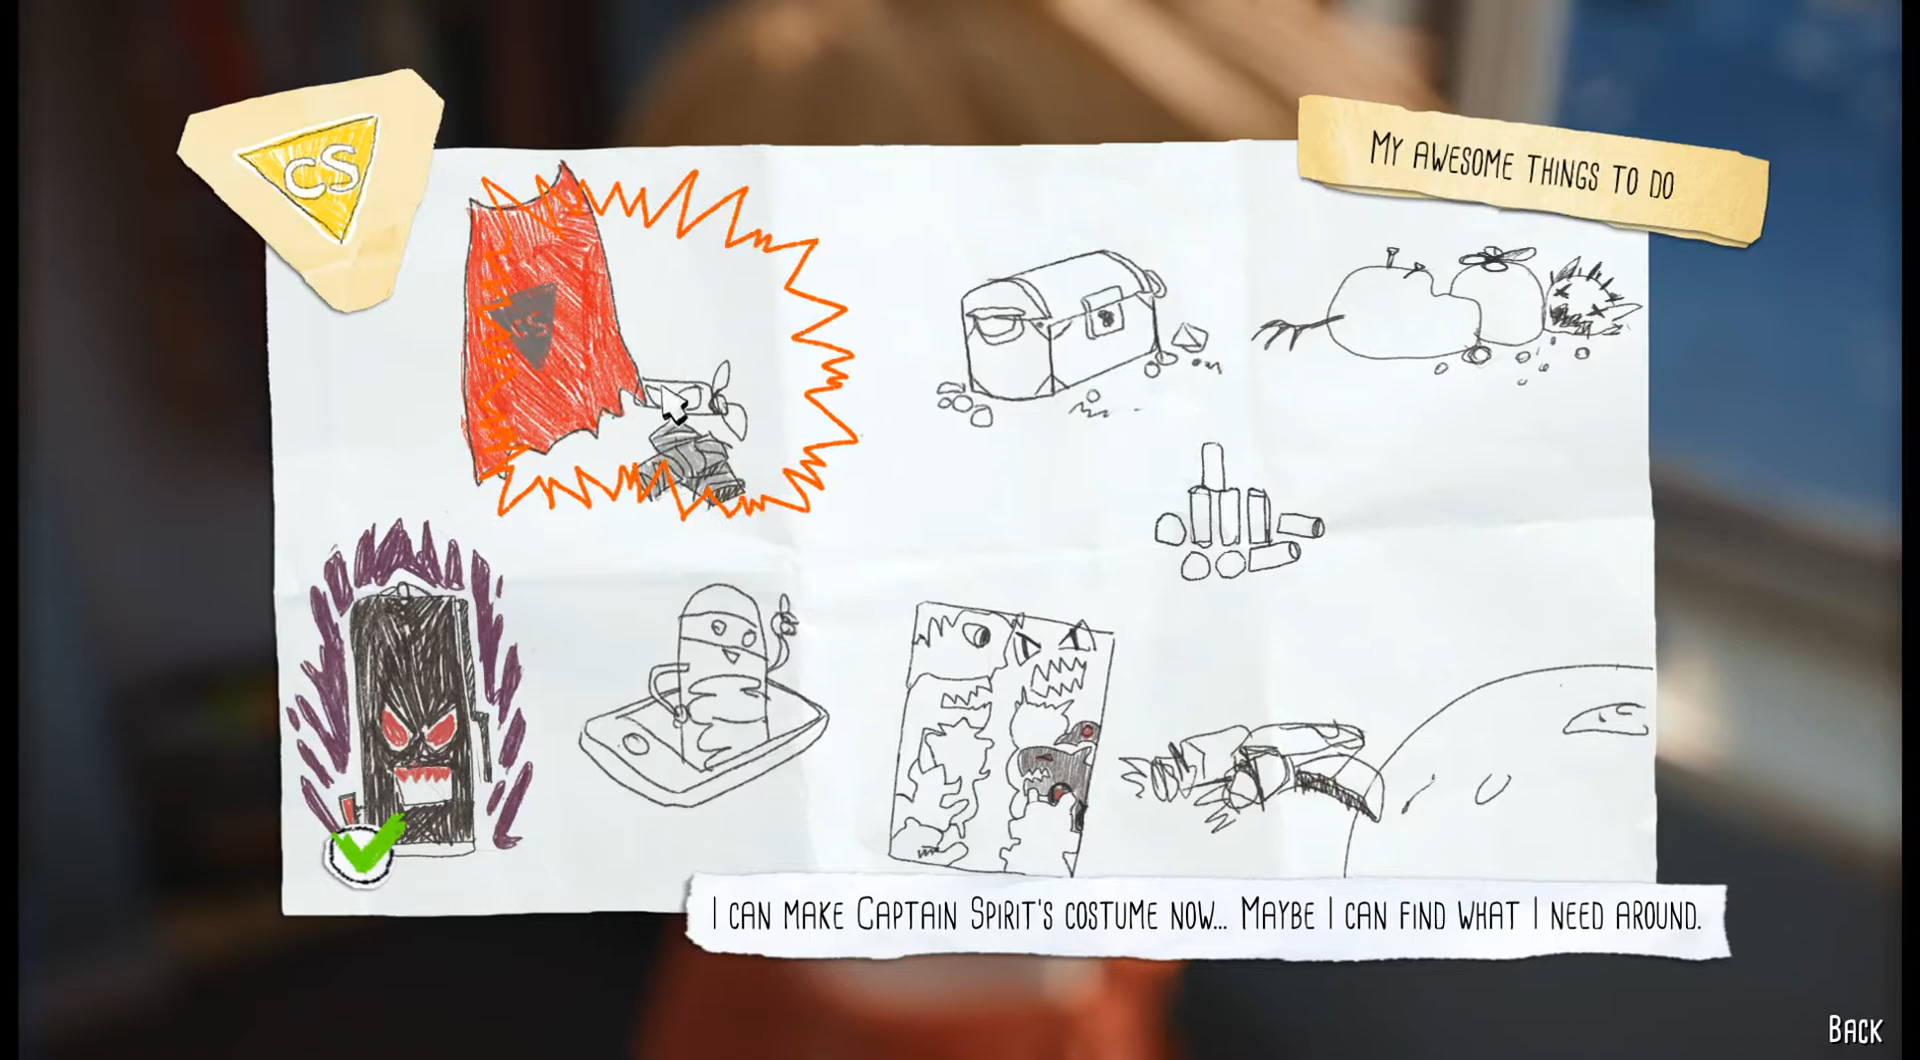 CS
MY AWESOME THINGS TO DO
CS
I CAN MAKE CAPTAIN SPIRIT'S COSTUME NOW... MAYBE I CAN FIND WHAT I NEED AROUND.
BACK